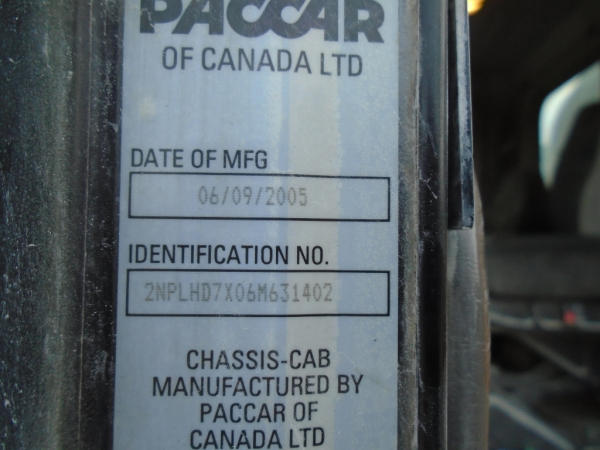 PACCAR
OF CANADA LTD
DATE OF MFG
06/09/2005
IDENTIFICATION NO.
2NPLHD7X06M631402
CHASSIS-CAB
MANUFACTURED BY
PACCAR OF
CANADA LTD